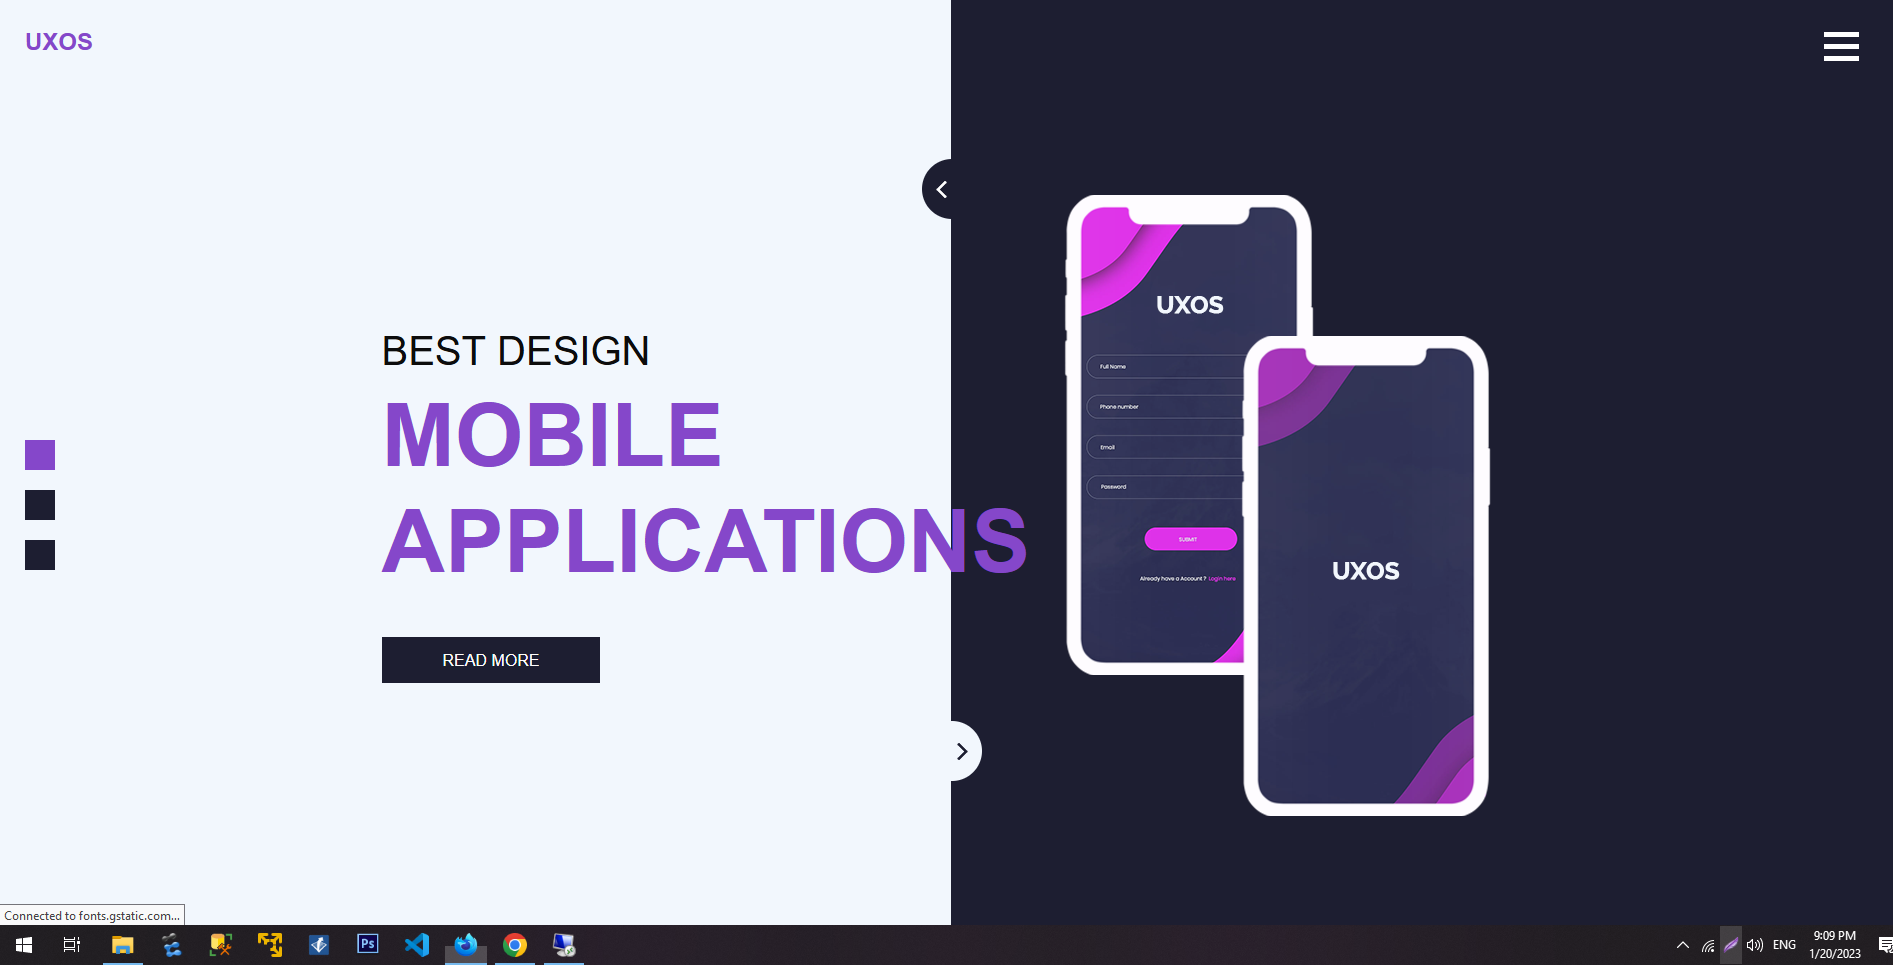 UXOS
BEST DESIGN
MOBILE
APPLICATIONS
READ MORE
UXOS
Full Name
Phone number
Email
Password
SUBMIT
Already have a Account ? Login here
UXOS
Connected to fonts.gstatic.com...
Ps
ENG
9:09 PM
1/20/2023